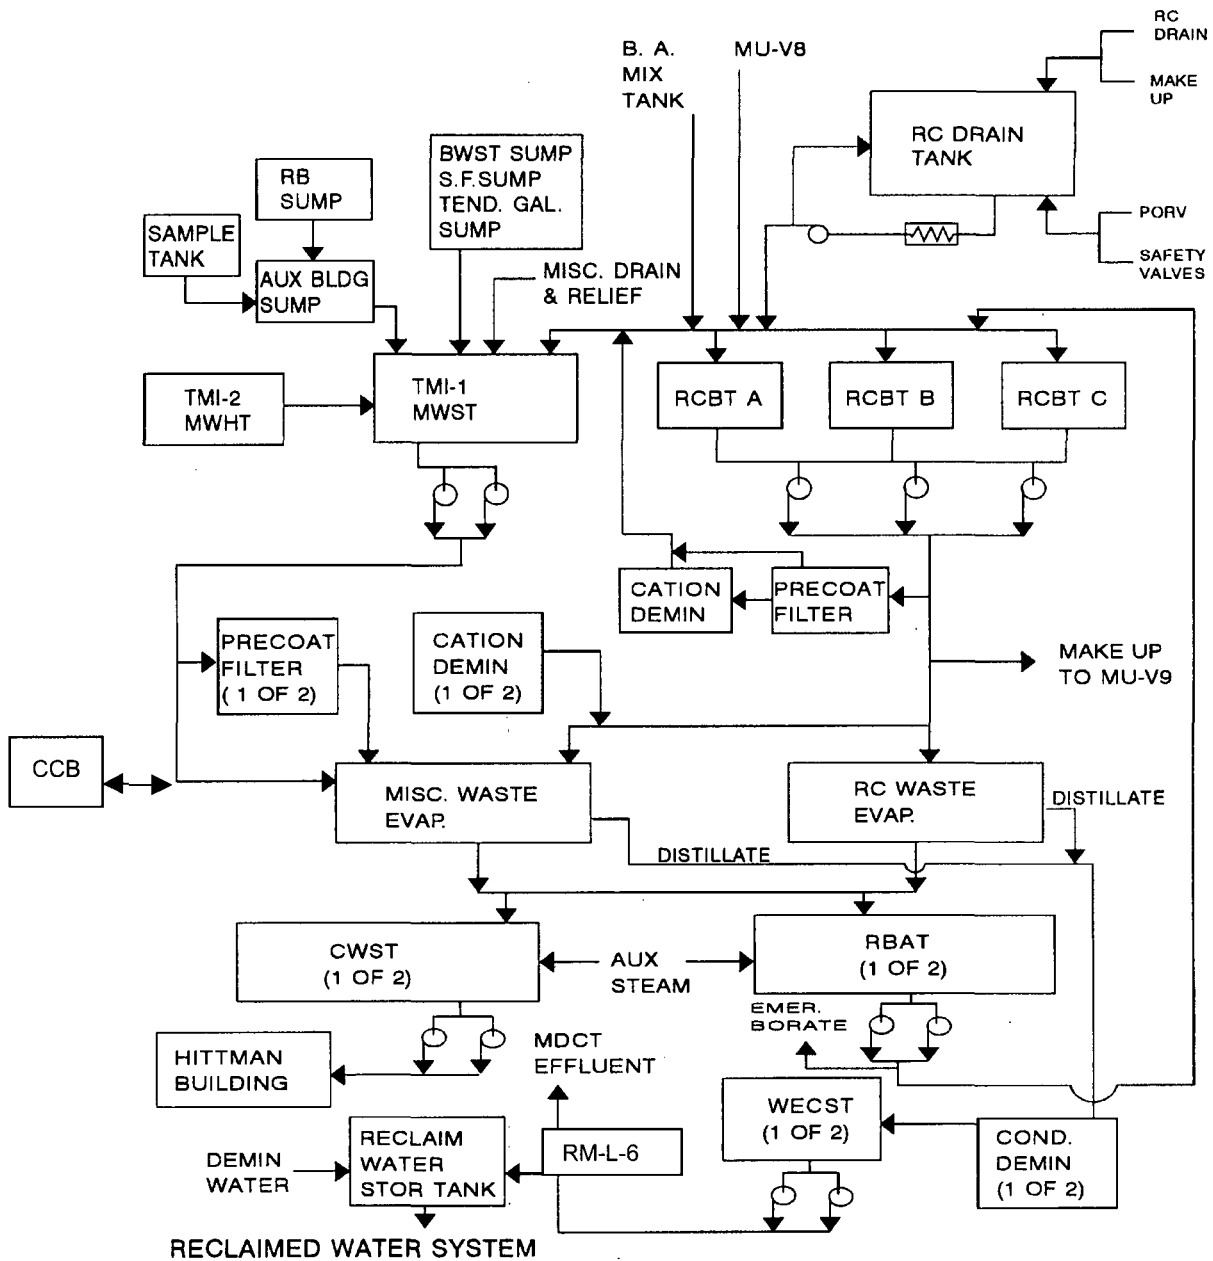 RC
DRAIN
B. A.
MIX
TANK
MU-V8
MAKE
UP
RC DRAIN
TANK
BWST SUMP
S.F.SUMP
TEND. GAL.
SUMP
RB
SUMP
SAMPLE
TANK
PORV
SAFETY
VALVES
AUX BLDG
SUMP
MISC. DRAIN
& RELIEF
TMI-2
MWHT
TMI-1
MWST
RCBT A
RCBT B
RCBT C
CATION
DEMIN
PRECOAT
FILTER
PRECOAT
FILTER
( 1 OF 2)
CATION
DEMIN
(1 OF 2)
MAKE UP
TO MU-V9
CCB
MISC. WASTE
EVAP.
RC WASTE
EVAP.
DISTILLATE
DISTILLATE
CWST
(1 OF 2)
AUX
STEAM
RBAT
(1 OF 2)
EMER.
BORATE
HITTMAN
BUILDING
MDCT
EFFLUENT
WECST
(1 OF 2)
COND.
DEMIN
(1 OF 2)
DEMIN
WATER
RECLAIM
WATER
STOR TANK
RM-L-6
RECLAIMED WATER SYSTEM